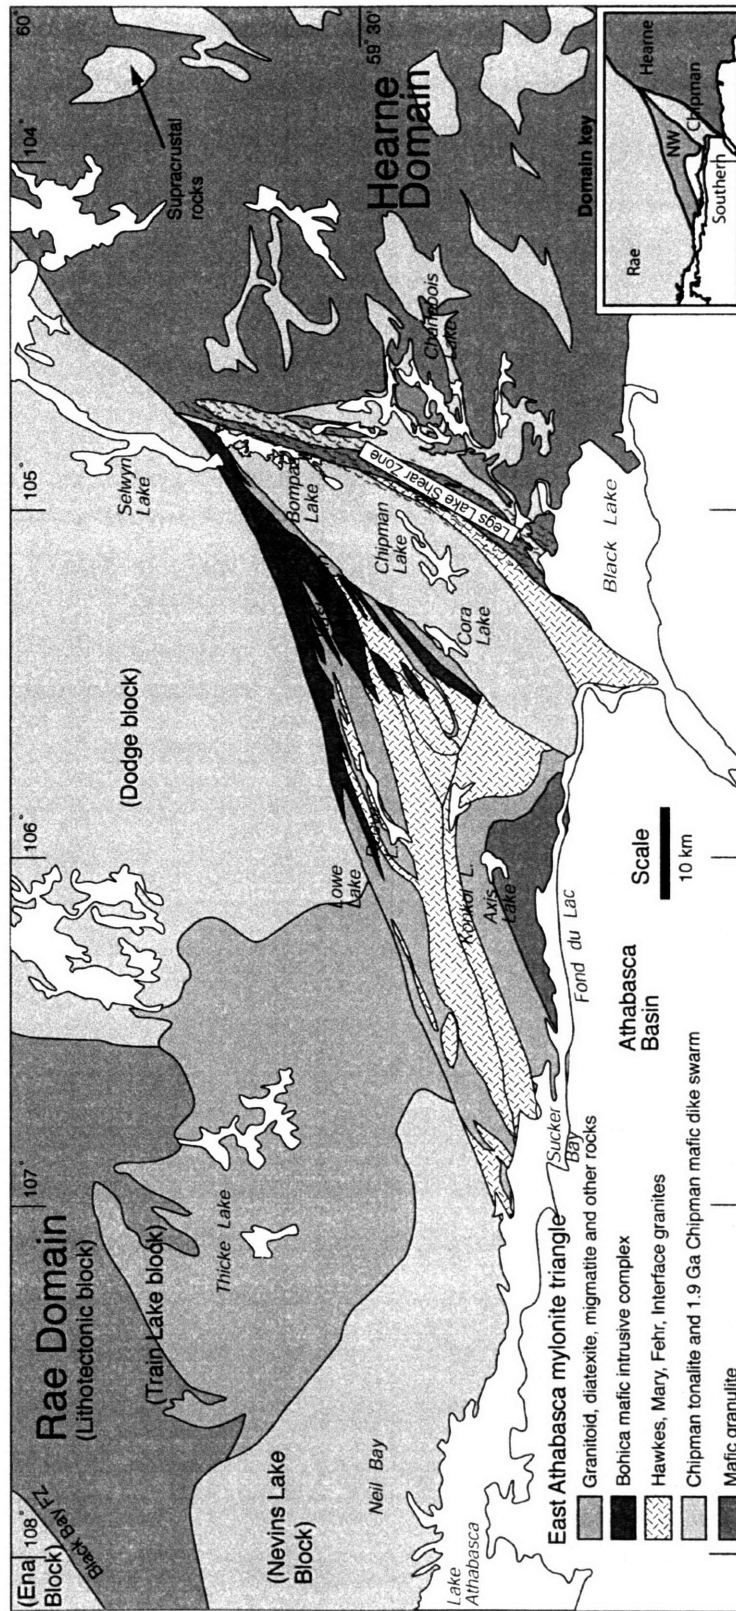 108°
107°
106°
105°
104°
60°
59° 30'
(Ena
Block)
Black Bay FZ
Rae Domain
(Lithotectonic block)
(Train Lake block)
Thicke Lake
(Nevins Lake
Block)
Neil Bay
Lake
Athabasca
(Dodge block)
Selwyn
Lake
Lowe
Lake
Bompas
Lake
Chipman
Lake
Cora
Lake
Legs Lake Shear Zone
Axis
Lake
Sucker
Bay
Fond du Lac
Black Lake
Charlebois
Lake
Supracrustal
rocks
Hearne
Domain
Athabasca
Basin
Scale
10 km
East Athabasca mylonite triangle
Granitoid, diatexite, migmatite and other rocks
Bohica mafic intrusive complex
Hawkes, Mary, Fehr, Interface granites
Chipman tonalite and 1.9 Ga Chipman mafic dike swarm
Mafic granulite
Domain key
Rae
Hearne
NW
Chipman
Southern